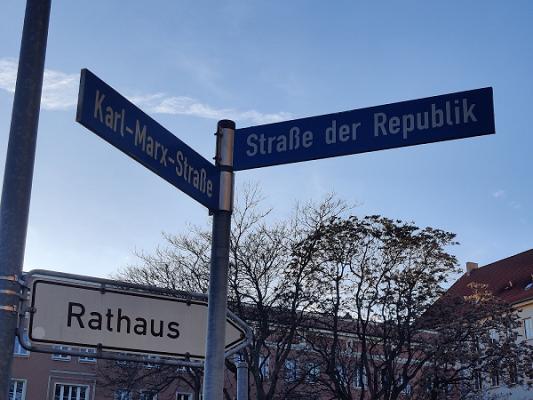 Karl-Marx-Straße
Straße der Republik
Rathaus